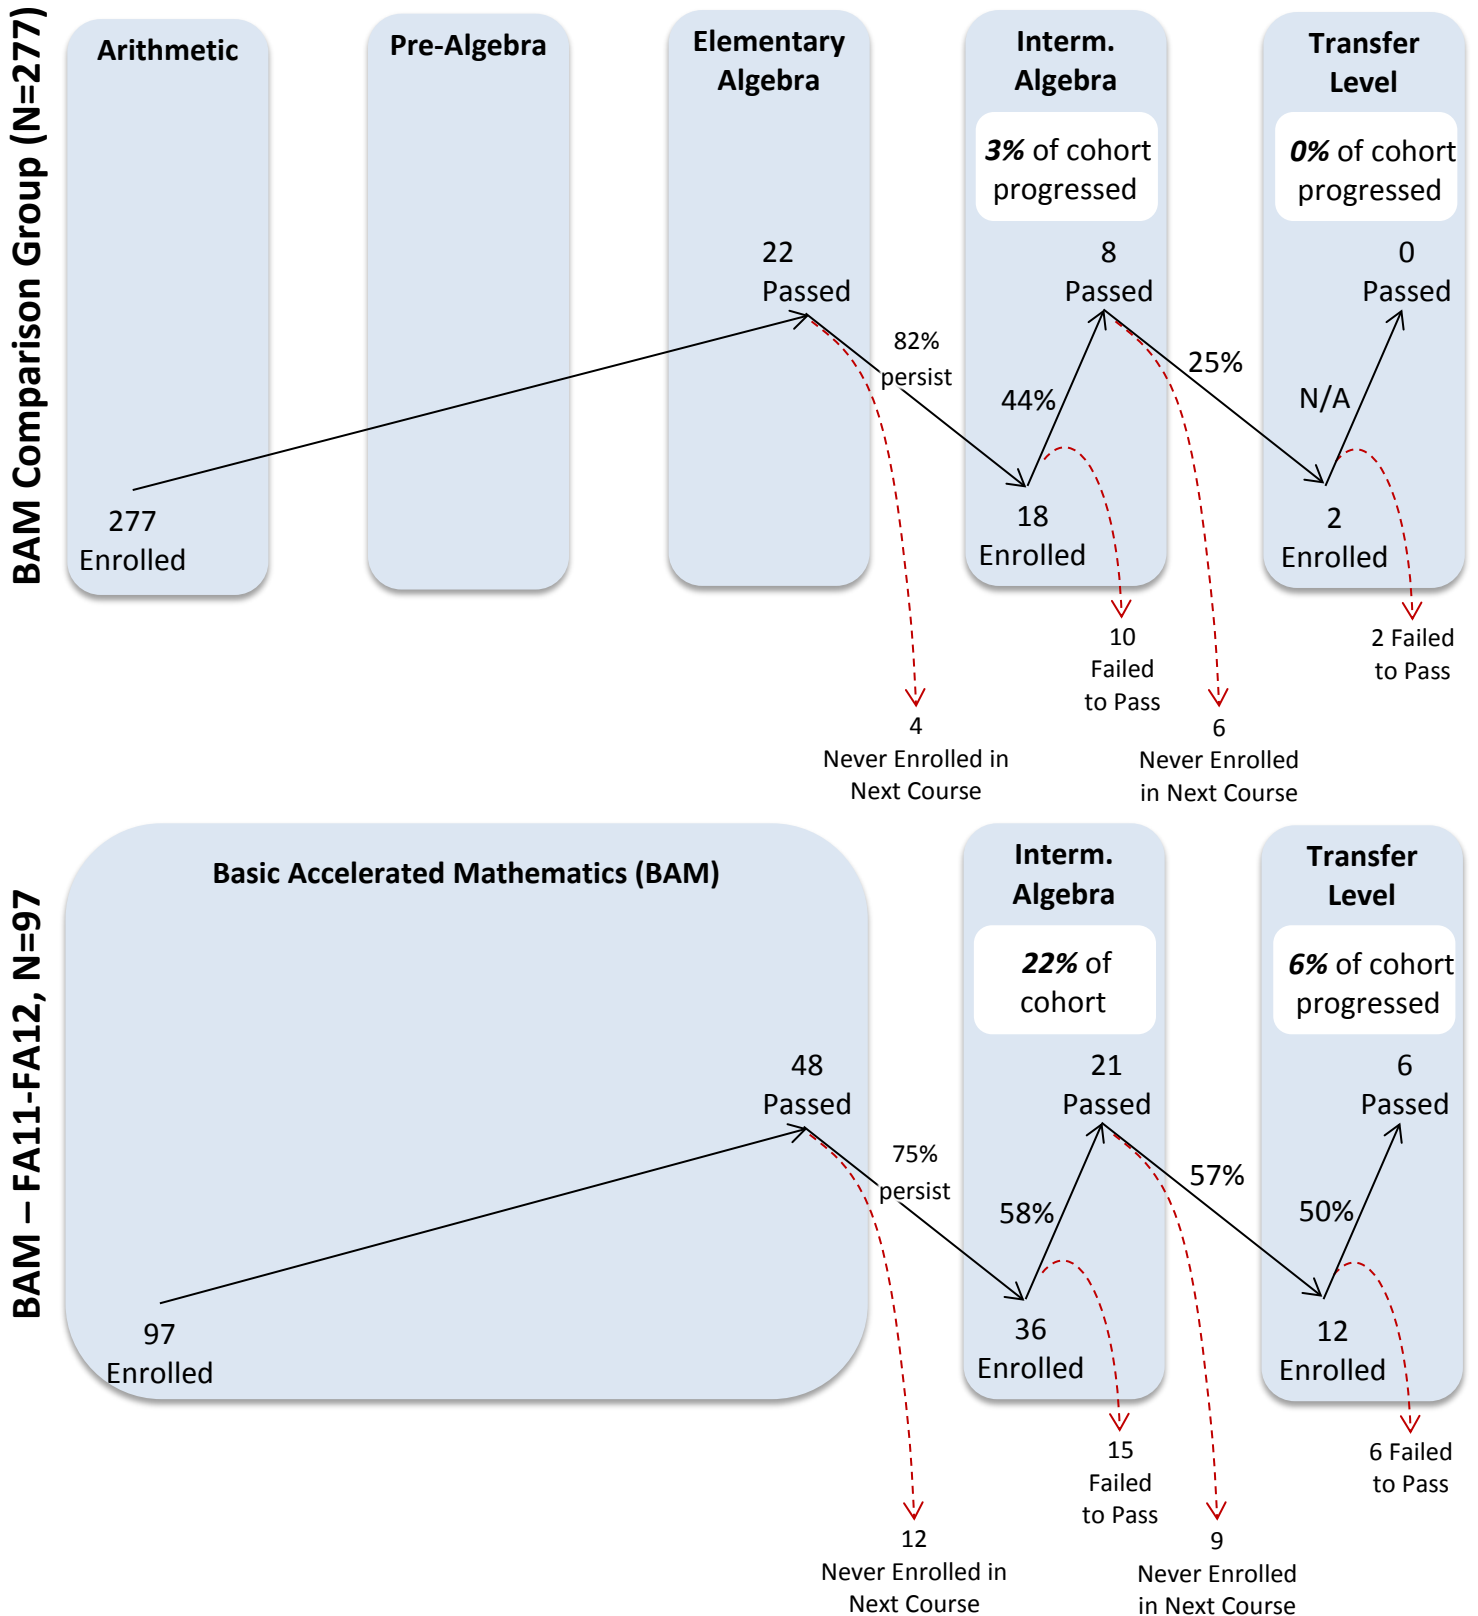 BAM Comparison Group (N=277)
Arithmetic
Pre-Algebra
Elementary
Algebra
Interm.
Algebra
Transfer
Level
3% of cohort
progressed
0% of cohort
progressed
22
Passed
8
Passed
0
Passed
82%
persist
25%
44%
N/A
277
Enrolled
18
Enrolled
2
Enrolled
10
Failed
to Pass
2 Failed
to Pass
4
Never Enrolled in
Next Course
6
Never Enrolled
in Next Course
BAM – FA11-FA12, N=97
Basic Accelerated Mathematics (BAM)
Interm.
Algebra
Transfer
Level
22% of
cohort
6% of cohort
progressed
48
Passed
21
Passed
6
Passed
75%
persist
57%
58%
50%
97
Enrolled
36
Enrolled
12
Enrolled
15
Failed
to Pass
6 Failed
to Pass
12
Never Enrolled in
Next Course
9
Never Enrolled
in Next Course